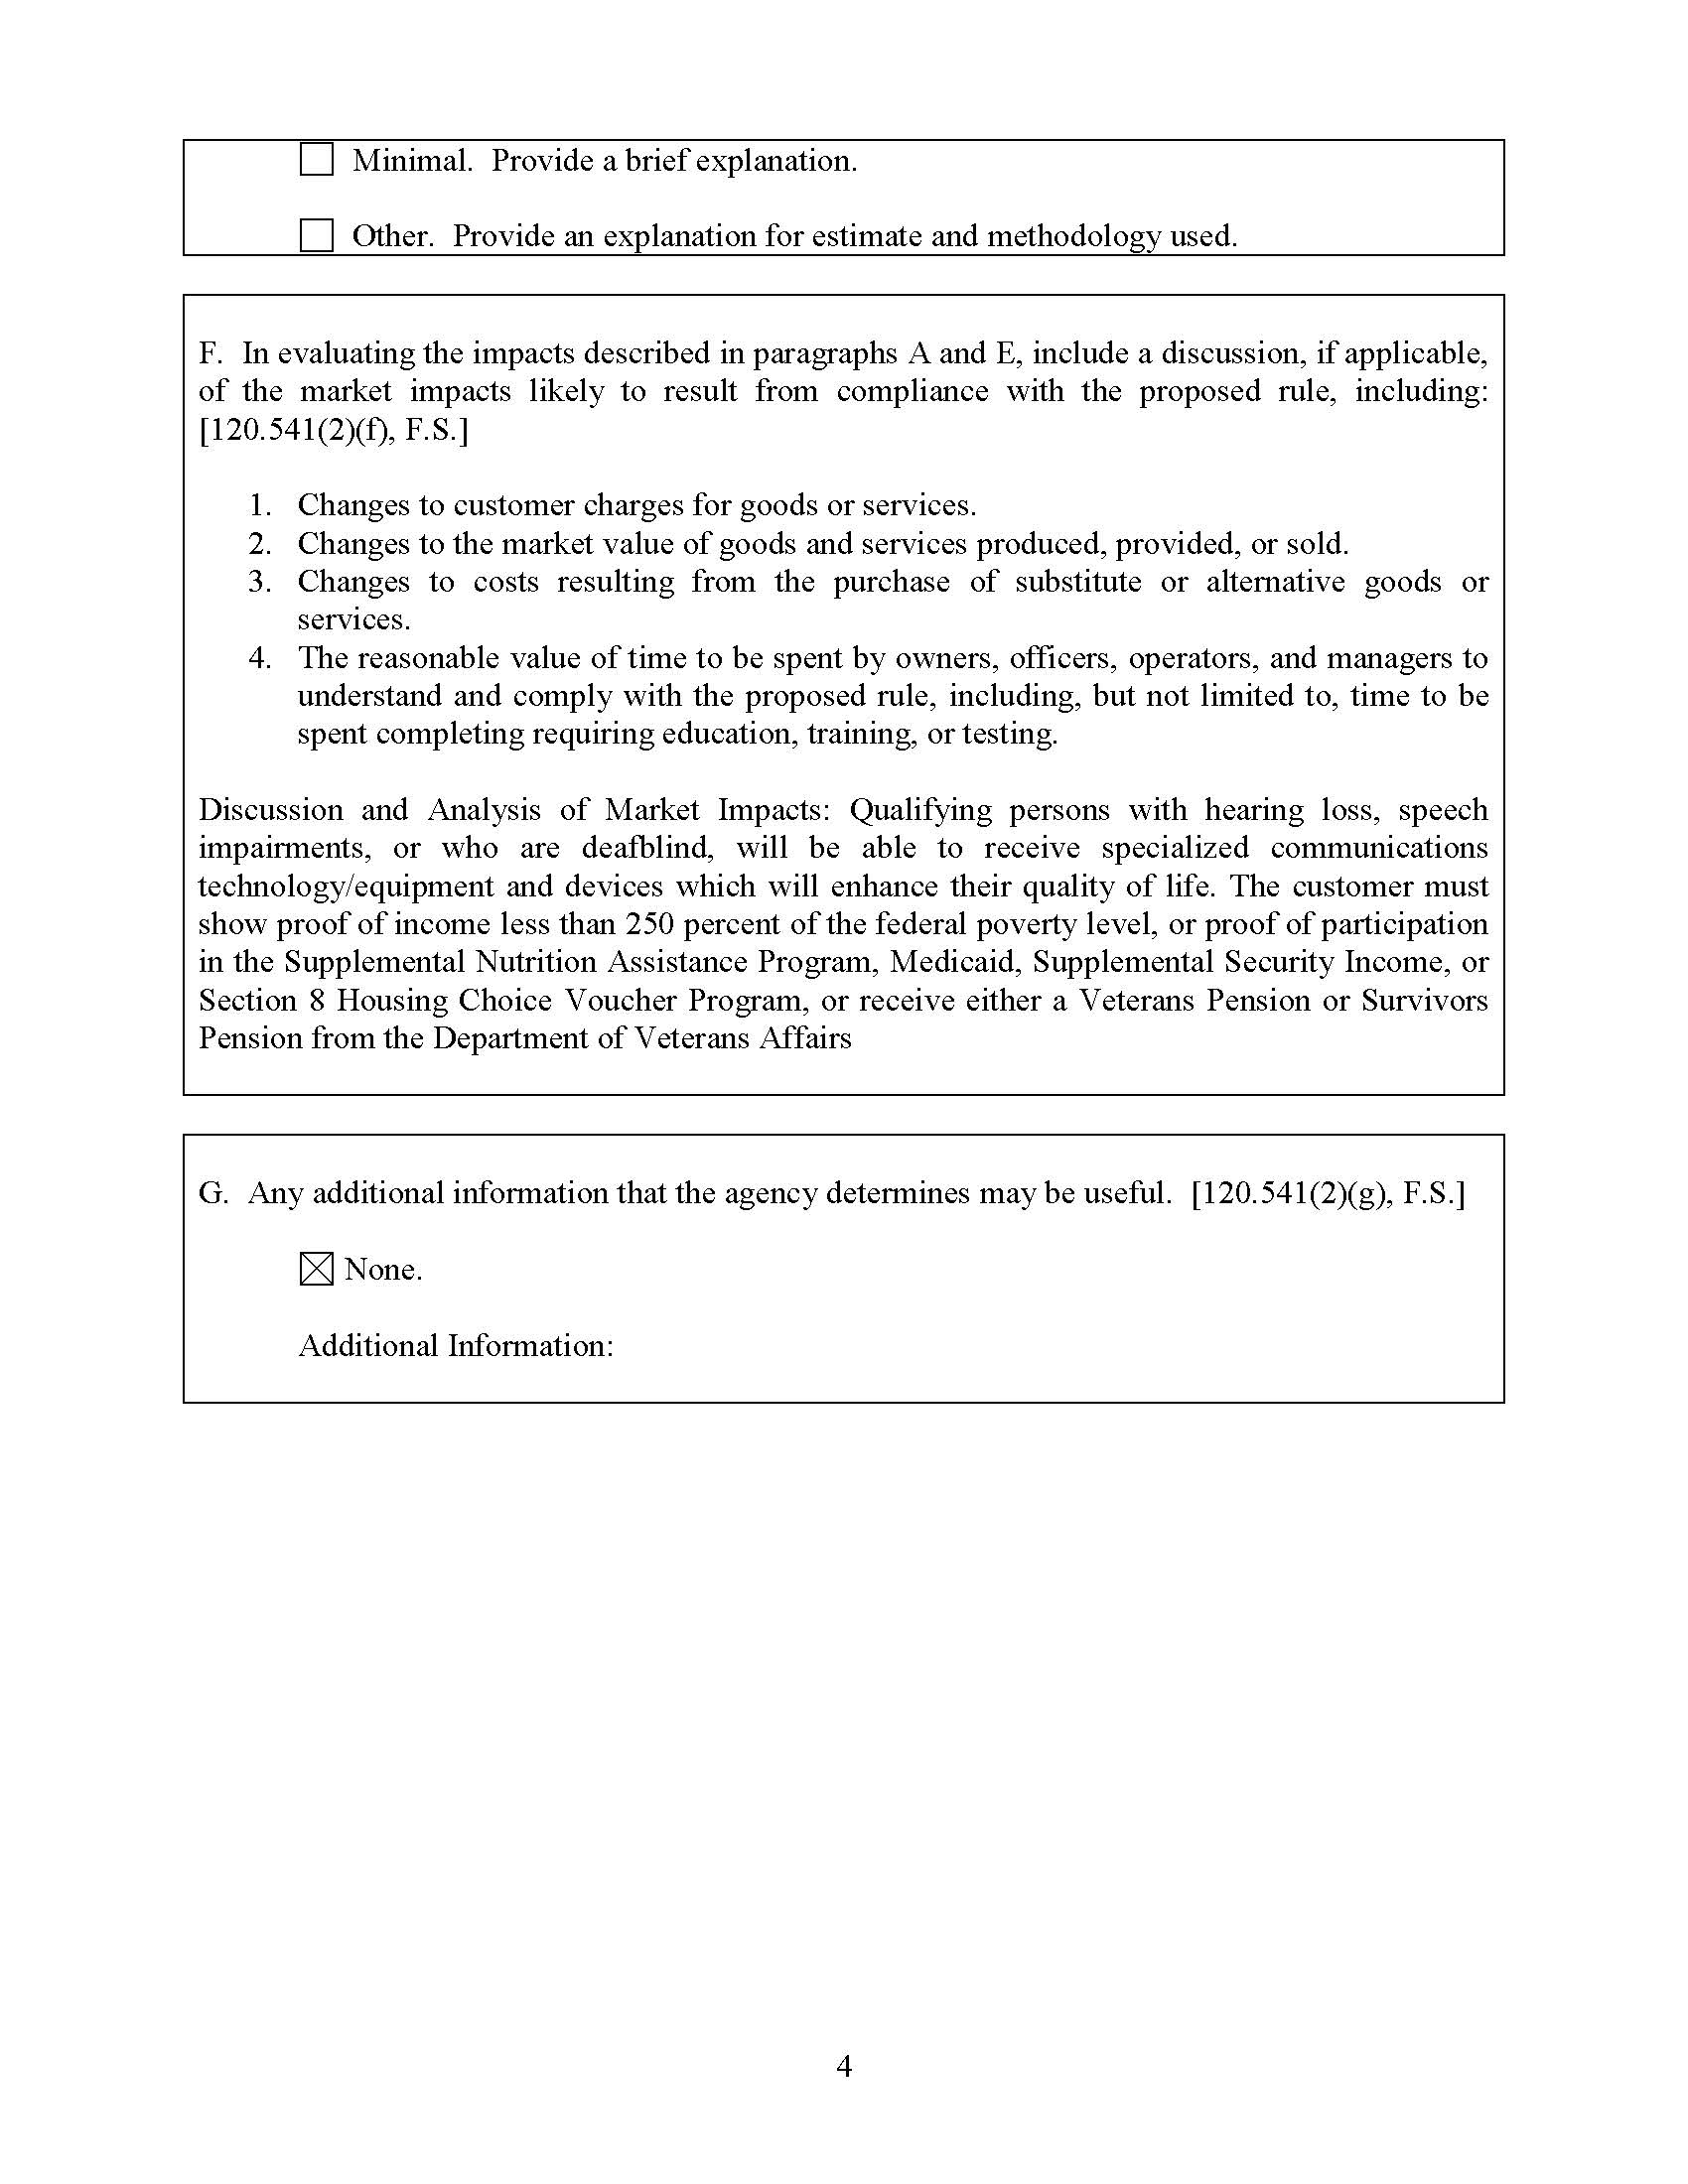 Minimal.  Provide a brief explanation.
Other.  Provide an explanation for estimate and methodology used.
F.  In evaluating the impacts described in paragraphs A and E, include a discussion, if applicable,
of the market impacts likely to result from compliance with the proposed rule, including:
[120.541(2)(f), F.S.]
1. Changes to customer charges for goods or services.
2. Changes to the market value of goods and services produced, provided, or sold.
3. Changes to costs resulting from the purchase of substitute or alternative goods or
services.
4. The reasonable value of time to be spent by owners, officers, operators, and managers to
understand and comply with the proposed rule, including, but not limited to, time to be
spent completing requiring education, training, or testing.
Discussion and Analysis of Market Impacts: Qualifying persons with hearing loss, speech
impairments, or who are deafblind, will be able to receive specialized communications
technology/equipment and devices which will enhance their quality of life. The customer must
show proof of income less than 250 percent of the federal poverty level, or proof of participation
in the Supplemental Nutrition Assistance Program, Medicaid, Supplemental Security Income, or
Section 8 Housing Choice Voucher Program, or receive either a Veterans Pension or Survivors
Pension from the Department of Veterans Affairs
G.  Any additional information that the agency determines may be useful.  [120.541(2)(g), F.S.]
None.
Additional Information:
4